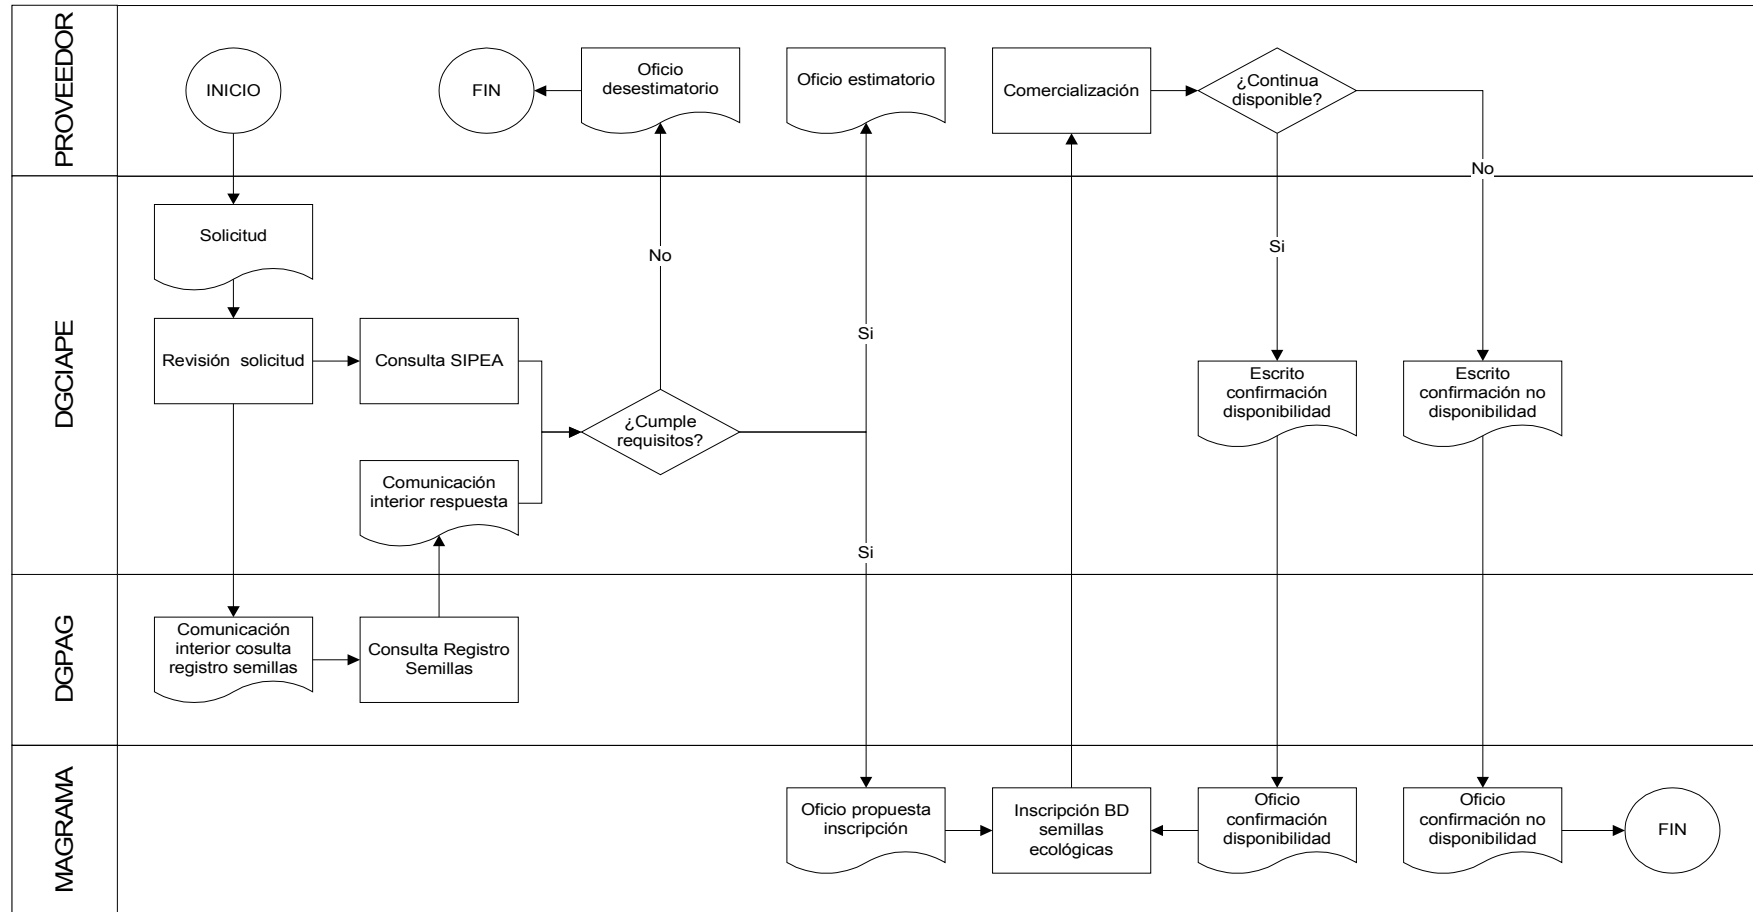 PROVEEDOR
INICIO
FIN
Oficio
desestimatorio
Oficio estimatorio
Comercialización
¿Continua
disponible?
No
DGCIAPE
Solicitud
No
Si
Si
Revisión solicitud
Consulta SIPEA
¿Cumple
requisitos?
Escrito
confirmación
disponibilidad
Escrito
confirmación no
disponibilidad
Comunicación
interior respuesta
Si
DGPAG
Comunicación
interior cosulta
registro semillas
Consulta Registro
Semillas
MAGRAMA
Oficio propuesta
inscripción
Inscripción BD
semillas
ecológicas
Oficio
confirmación
disponibilidad
Oficio
confirmación no
disponibilidad
FIN